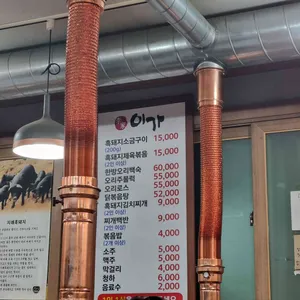 이가
흑돼지소금구이 15,000
(200g)
흑돼지제육볶음 15,000
(2인 이상)
한방오리백숙 60,000
오리주물럭 55,000
오리로스 55,000
닭볶음탕 52,000
흑돼지김치찌개 9,000
(2인 이상)
찌개백반 9,000
(2인 이상)
볶음밥 4,000
(2개 이상)
소주 5,000
맥주 5,000
막걸리 4,000
청하 6,000
음료수 2,000